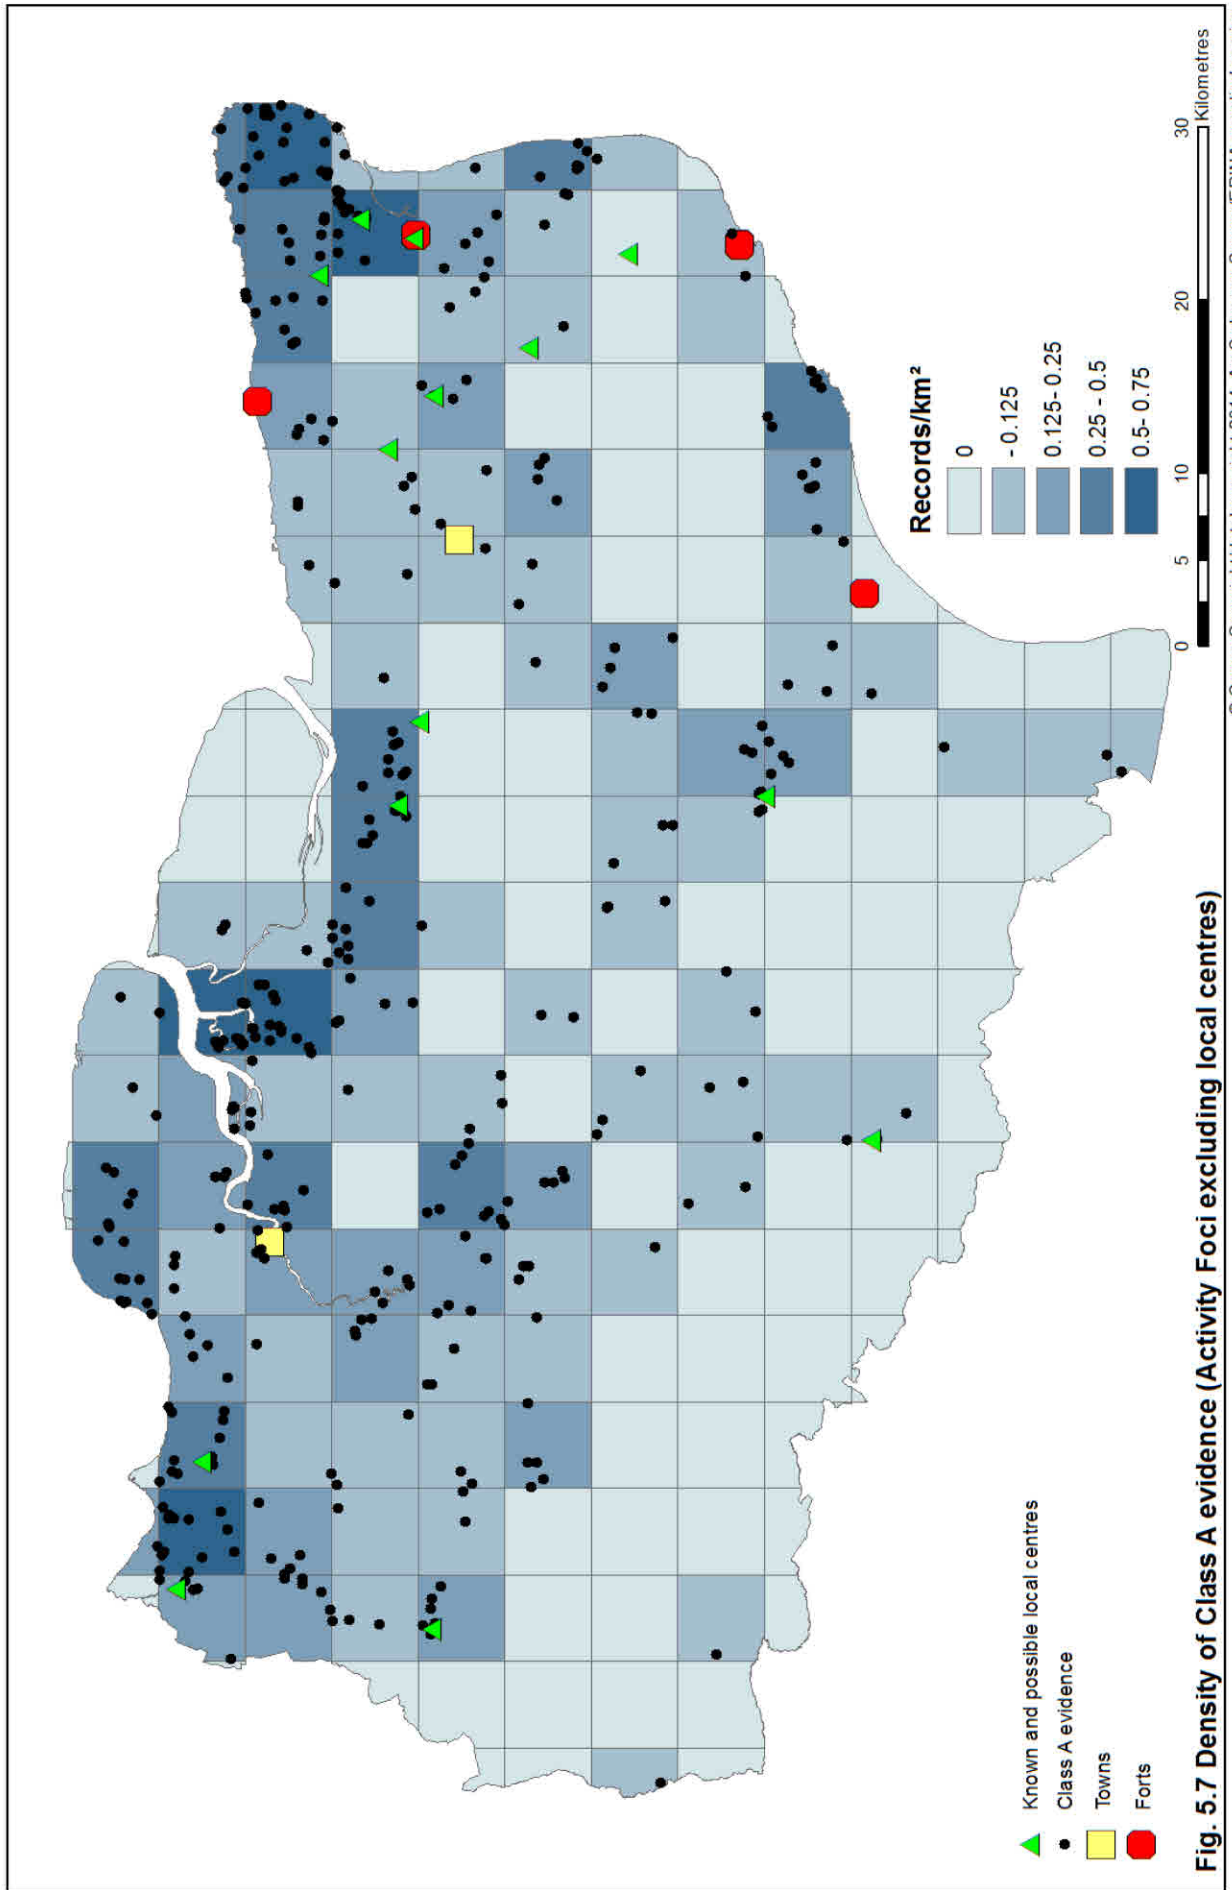 Known and possible local centres
Class A evidence
Towns
Forts
Records/km²
0
- 0.125
0.125- 0.25
0.25 - 0.5
0.5- 0.75
0 5 10 20 30
Kilometres
Fig. 5.7 Density of Class A evidence (Activity Foci excluding local centres)